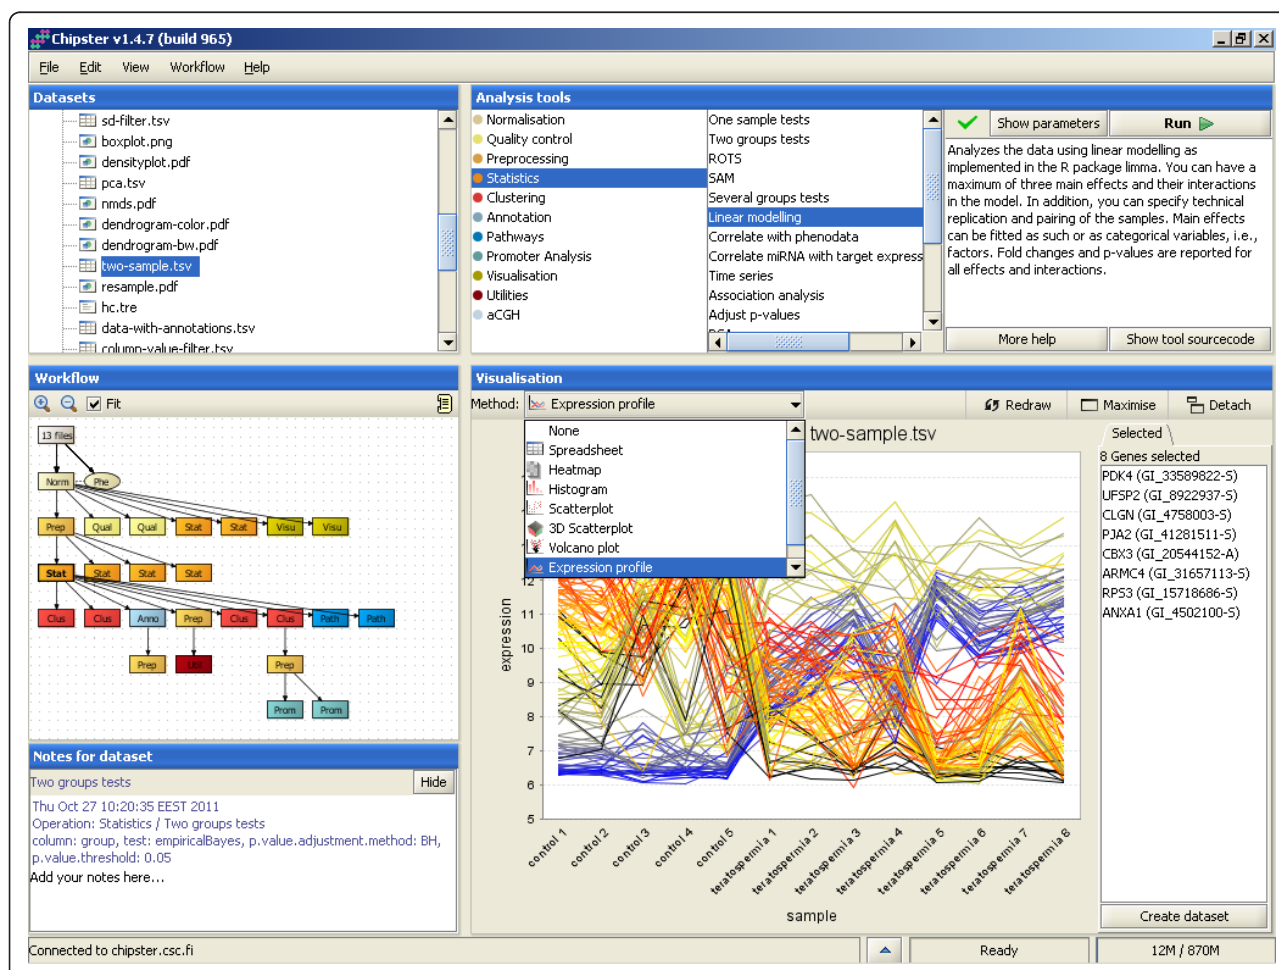 Chipster v1.4.7 (build 965)
File Edit View Workflow Help
Datasets
sd-filter.tsv
boxplot.png
densityplot.pdf
pca.tsv
nmds.pdf
dendrogram-color.pdf
dendrogram-bw.pdf
two-sample.tsv
resample.pdf
hc.tre
data-with-annotations.tsv
column-value-filter.tsv
Analysis tools
Normalisation
Quality control
Preprocessing
Statistics
Clustering
Annotation
Pathways
Promoter Analysis
Visualisation
Utilities
aCGH
One sample tests
Two groups tests
ROTS
SAM
Several groups tests
Linear modelling
Correlate with phenodata
Correlate miRNA with target express
Time series
Association analysis
Adjust p-values
Show parameters
Run
Analyzes the data using linear modelling as
implemented in the R package limma. You can have a
maximum of three main effects and their interactions
in the model. In addition, you can specify technical
replication and pairing of the samples. Main effects
can be fitted as such or as categorical variables, i.e.,
factors. Fold changes and p-values are reported for
all effects and interactions.
More help
Show tool sourcecode
Workflow
Fit
13 files
Norm Phe
Prep Qual Qual Stat Stat Visu Visu
Stat Stat Stat Stat
Clus Clus Anno Prep Clus Clus Path Path
Prep Util Prep
Prom Prom
Notes for dataset
Two groups tests
Hide
Thu Oct 27 10:20:35 EEST 2011
Operation: Statistics / Two groups tests
column: group, test: empiricalBayes, p.value.adjustment.method: BH,
p.value.threshold: 0.05
Add your notes here...
Visualisation
Method: Expression profile
Redraw Maximise Detach
None
Spreadsheet
Heatmap
Histogram
Scatterplot
3D Scatterplot
Volcano plot
Expression profile
two-sample.tsv
expression
12
11
10
9
8
7
6
5
control 1
control 2
control 3
control 4
control 5
teratospermia 1
teratospermia 2
teratospermia 3
teratospermia 4
teratospermia 5
teratospermia 6
teratospermia 7
teratospermia 8
sample
Selected
8 Genes selected
PDK4 (GI_33589822-S)
UFSP2 (GI_8922937-S)
CLGN (GI_4758003-S)
PJA2 (GI_41281511-S)
CBX3 (GI_20544152-A)
ARMC4 (GI_31657113-S)
RPS3 (GI_15718686-S)
ANXA1 (GI_4502100-S)
Create dataset
Connected to chipster.csc.fi
Ready
12M / 870M